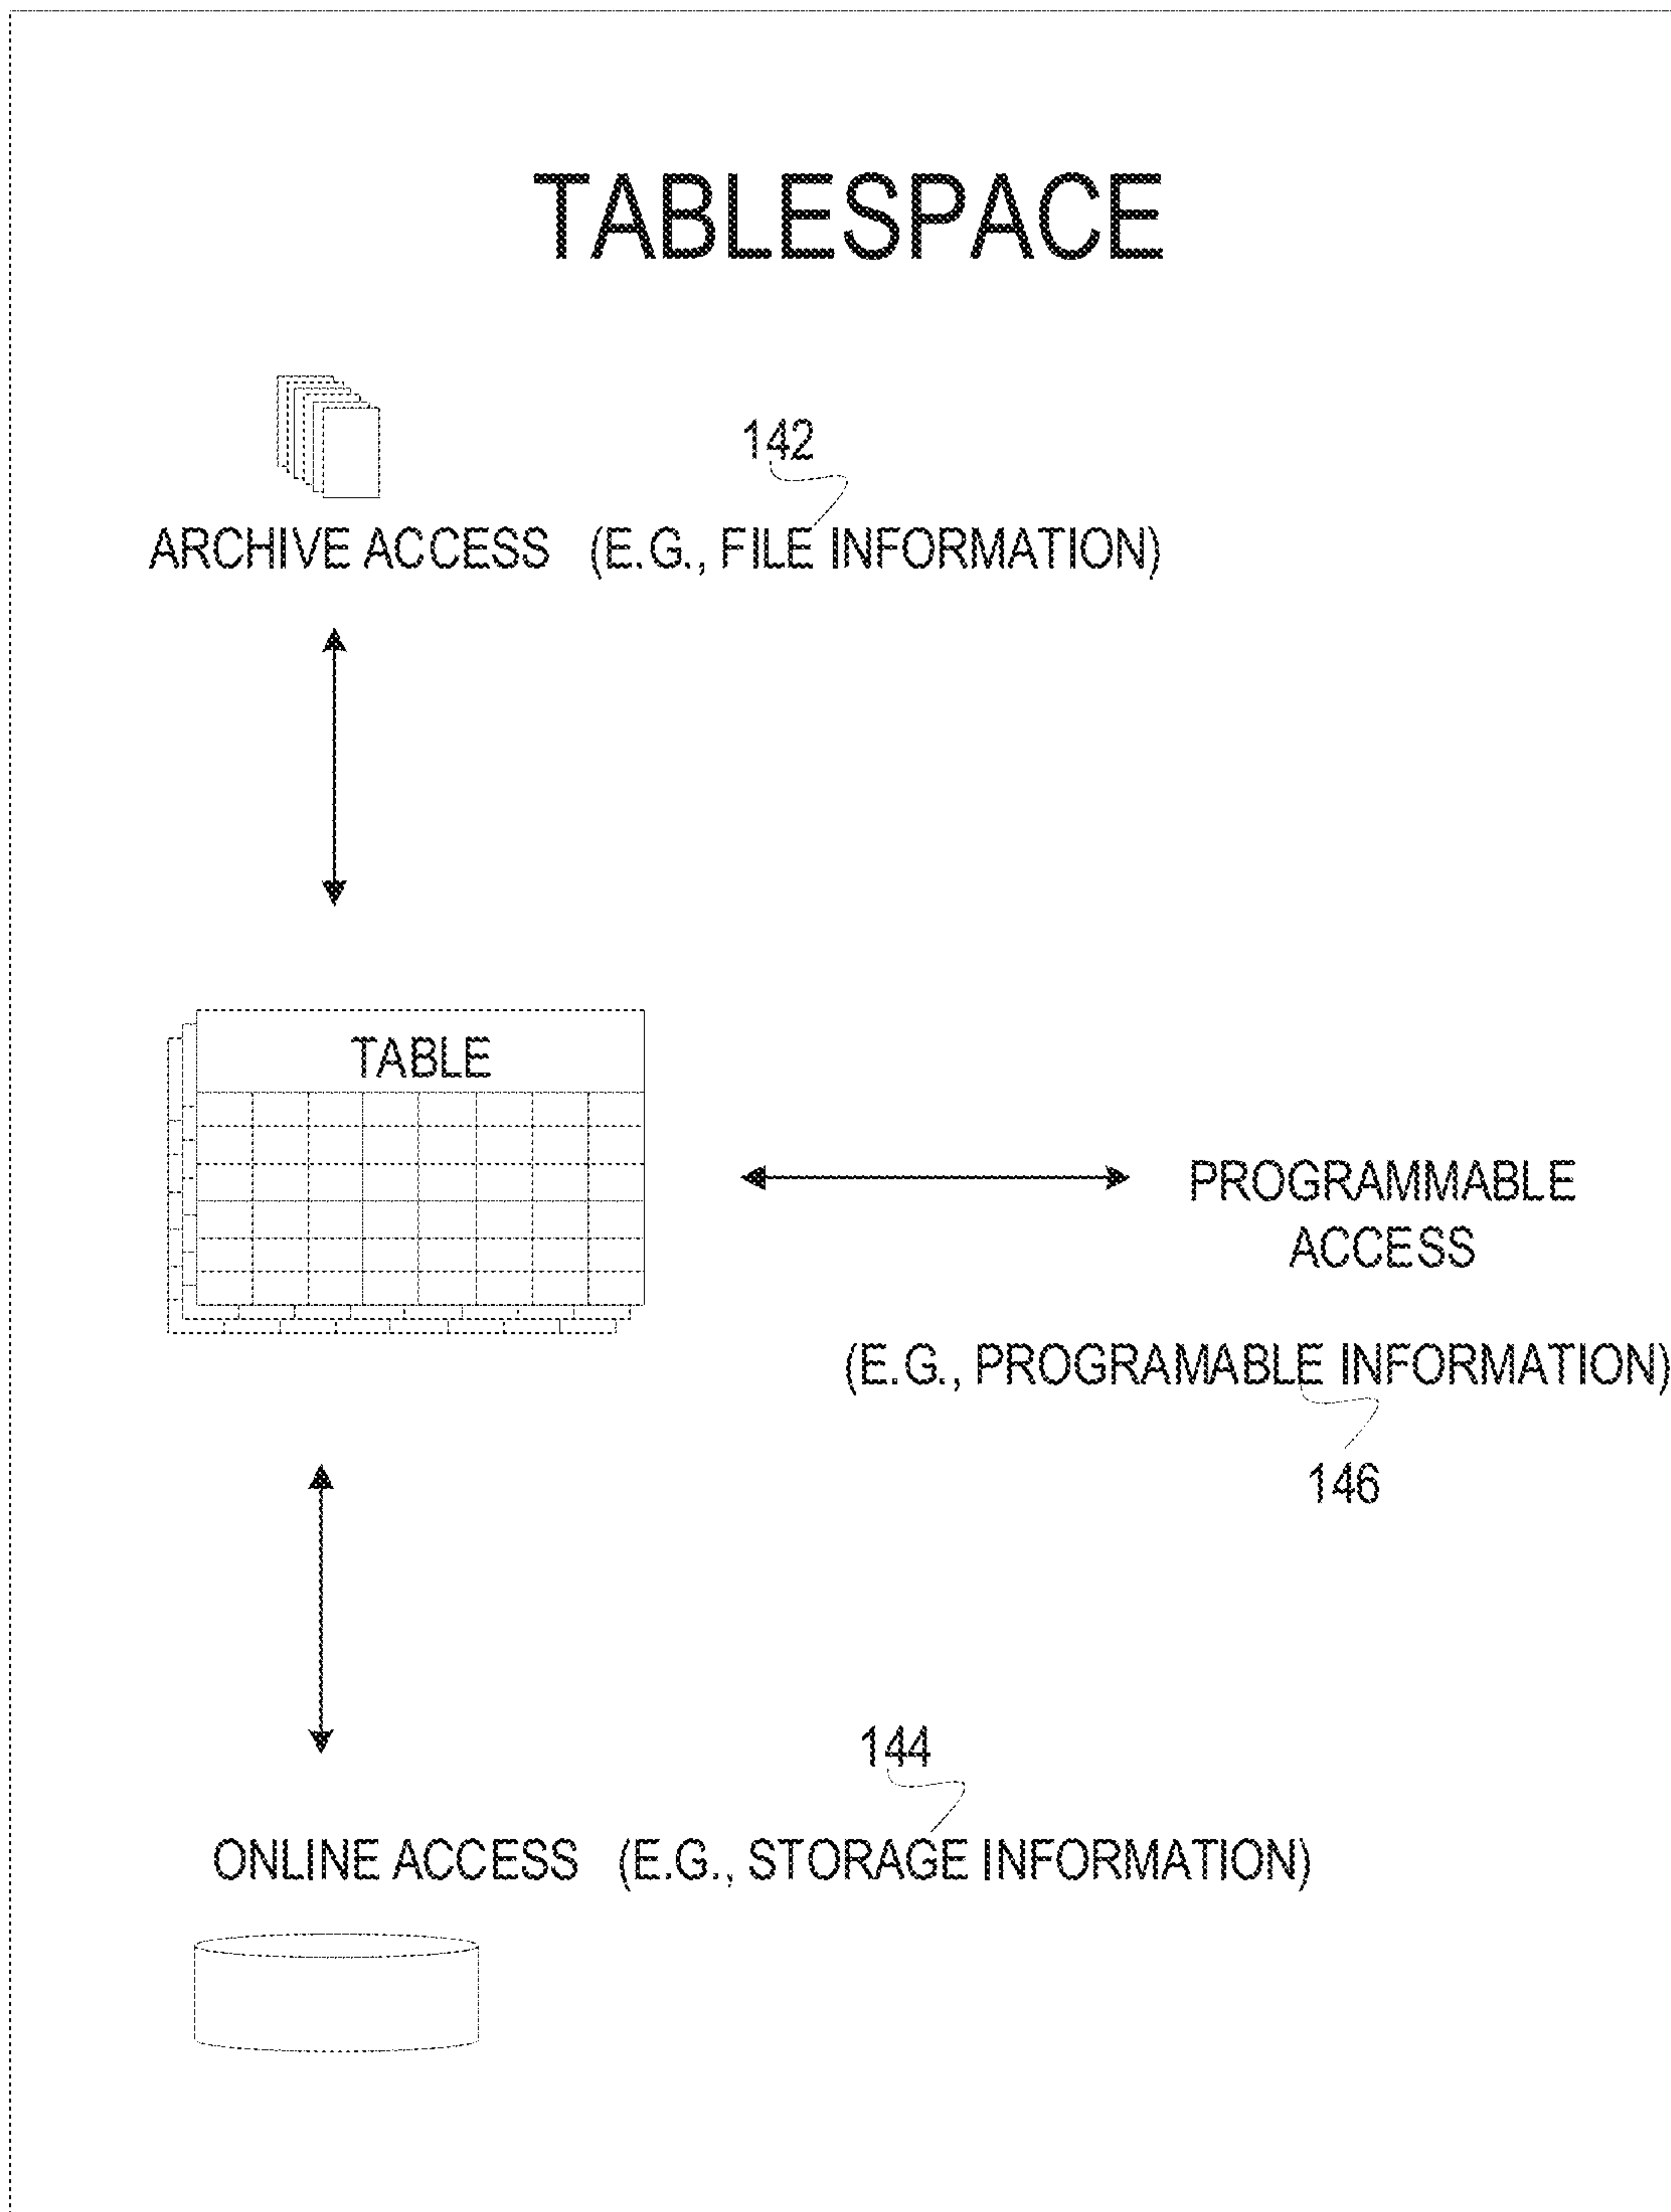 TABLESPACE
142
ARCHIVE ACCESS (E.G., FILE INFORMATION)
TABLE
PROGRAMMABLE
ACCESS
(E.G., PROGRAMABLE INFORMATION)
146
144
ONLINE ACCESS (E.G., STORAGE INFORMATION)